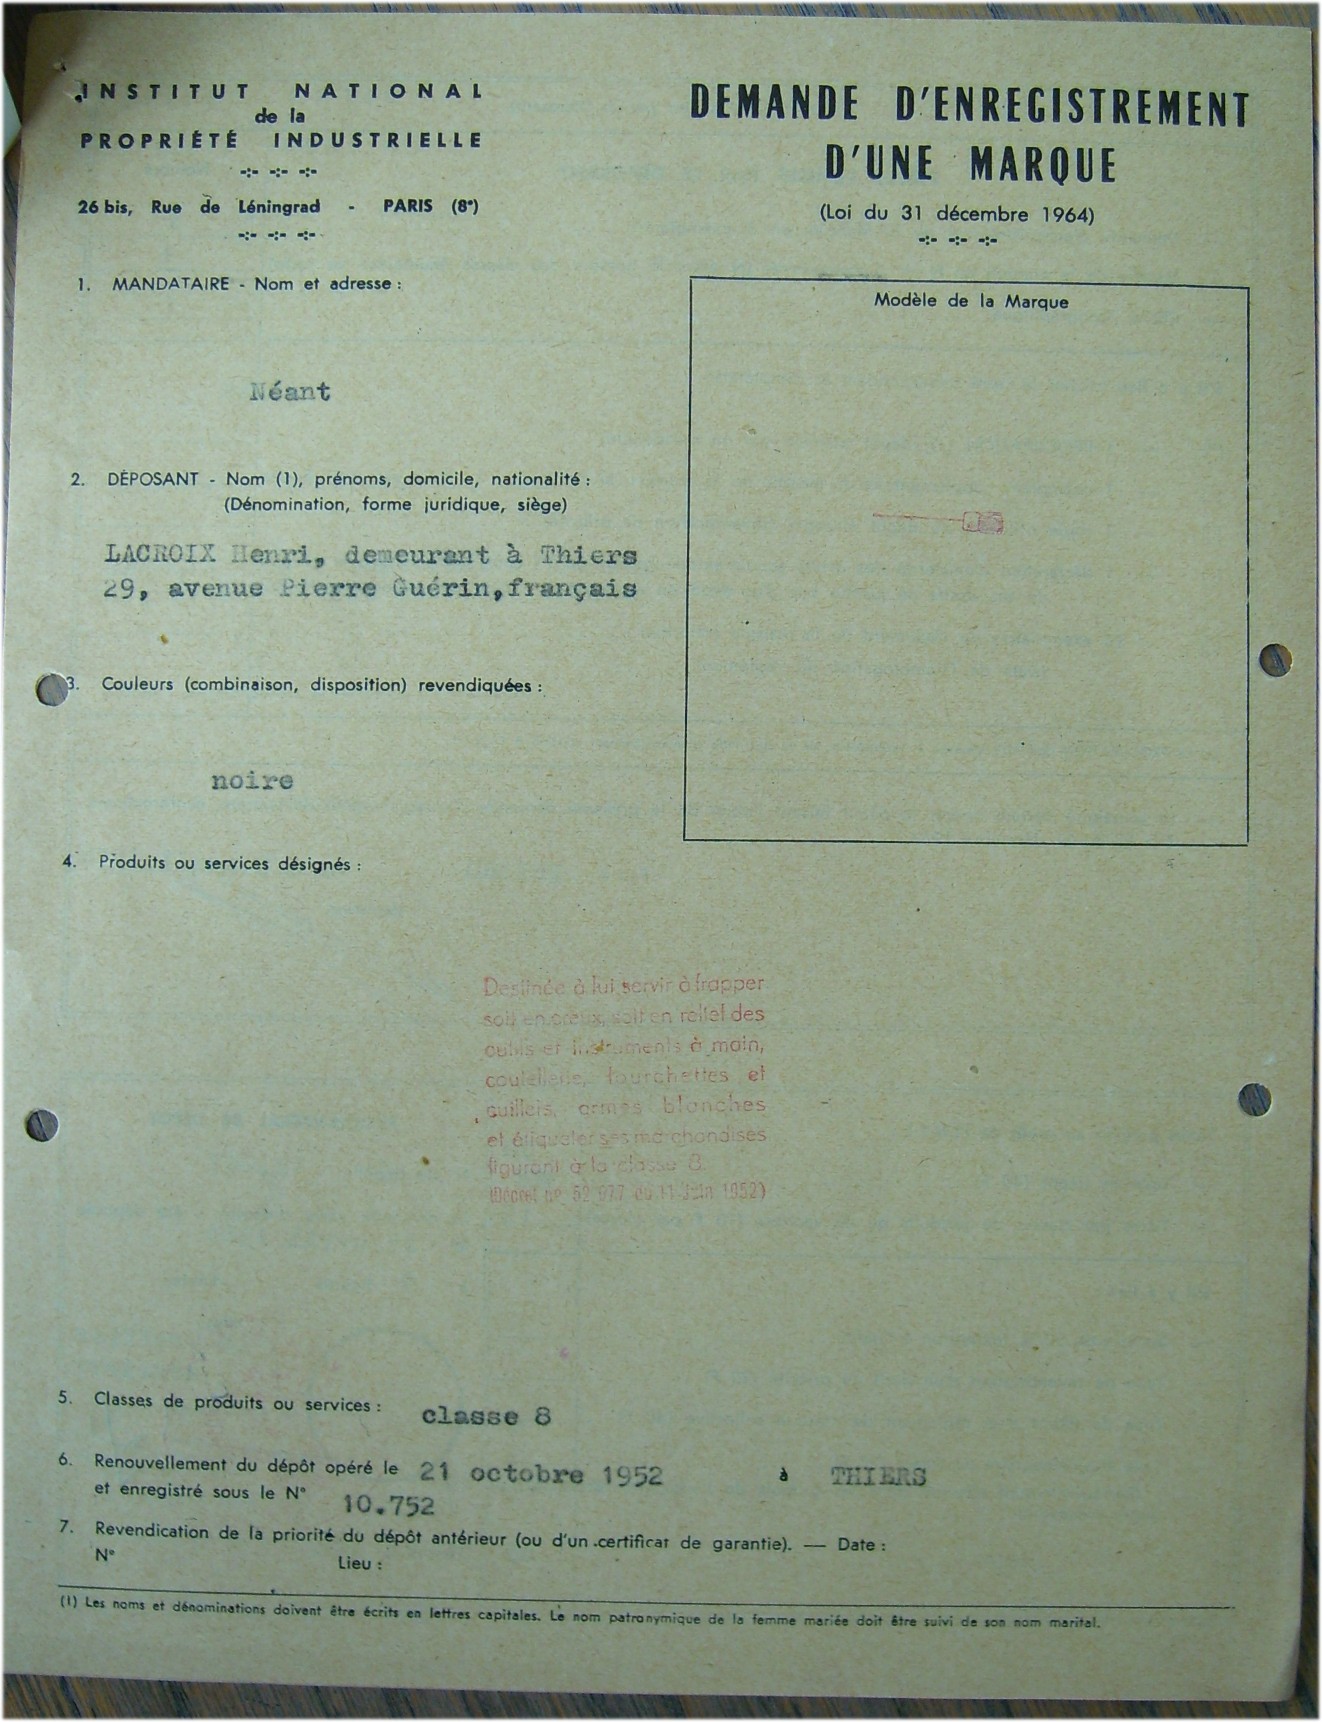 INSTITUT NATIONAL
de la
PROPRIÉTÉ INDUSTRIELLE
26 bis, Rue de Léningrad - PARIS (8e)
DEMANDE D'ENREGISTREMENT
D'UNE MARQUE
(Loi du 31 décembre 1964)
1. MANDATAIRE - Nom et adresse :
Néant
Modèle de la Marque
2. DÉPOSANT - Nom (1), prénoms, domicile, nationalité :
(Dénomination, forme juridique, siège)
LACROIX Henri, demeurant à Thiers
29, avenue Pierre Guérin,français
3. Couleurs (combinaison, disposition) revendiquées :
noire
4. Produits ou services désignés :
Destinée à lui servir à frapper
soit en creux, soit en relief des
outils et instruments à main,
coutellerie, fourchettes et
cuillers, armes blanches
et étiqueter ses marchandises
figurant à la classe 8.
(Décret nº 52 677 du 11 Juin 1952)
5. Classes de produits ou services : classe 8
6. Renouvellement du dépôt opéré le 21 octobre 1952 à THIERS
et enregistré sous le N° 10.752
7. Revendication de la priorité du dépôt antérieur (ou d'un certificat de garantie). — Date :
N° Lieu :
(1) Les noms et dénominations doivent être écrits en lettres capitales. Le nom patronymique de la femme mariée doit être suivi de son nom marital.